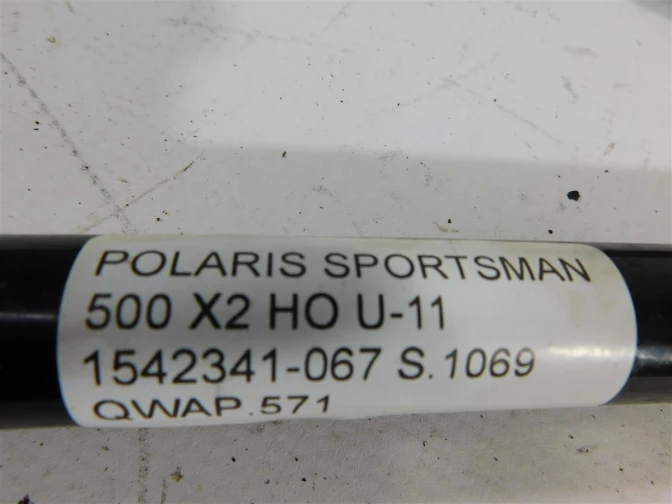 POLARIS SPORTSMAN
500 X2 HO U-11
1542341-067 S.1069
QWAP.571